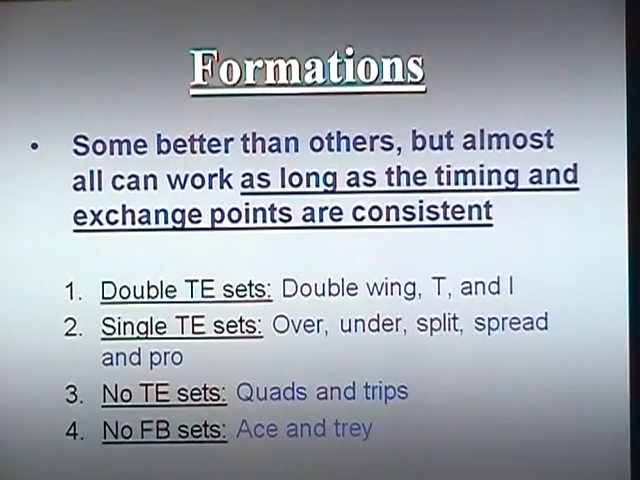 Formations
• Some better than others, but almost
all can work as long as the timing and
exchange points are consistent
1. Double TE sets: Double wing, T, and I
2. Single TE sets: Over, under, split, spread
and pro
3. No TE sets: Quads and trips
4. No FB sets: Ace and trey